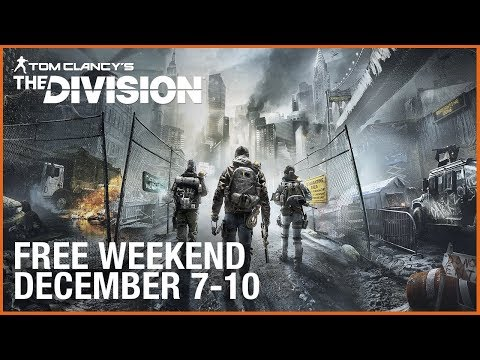 TOM CLANCY'S
THE DIVISION
FREE WEEKEND
DECEMBER 7-10